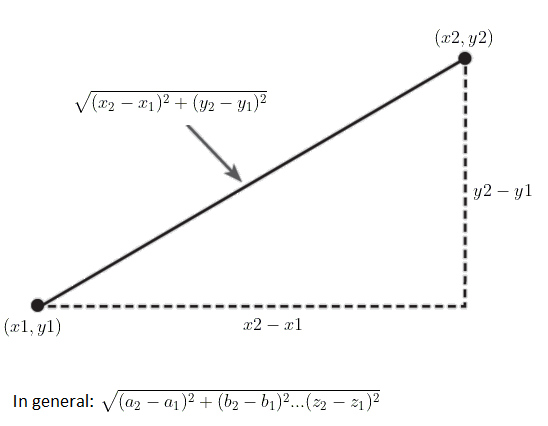 (x2, y2)
√(x₂ − x₁)² + (y₂ − y₁)²
y2 − y1
(x1, y1)
x2 − x1
In general: √(a₂ − a₁)² + (b₂ − b₁)²...(z₂ − z₁)²